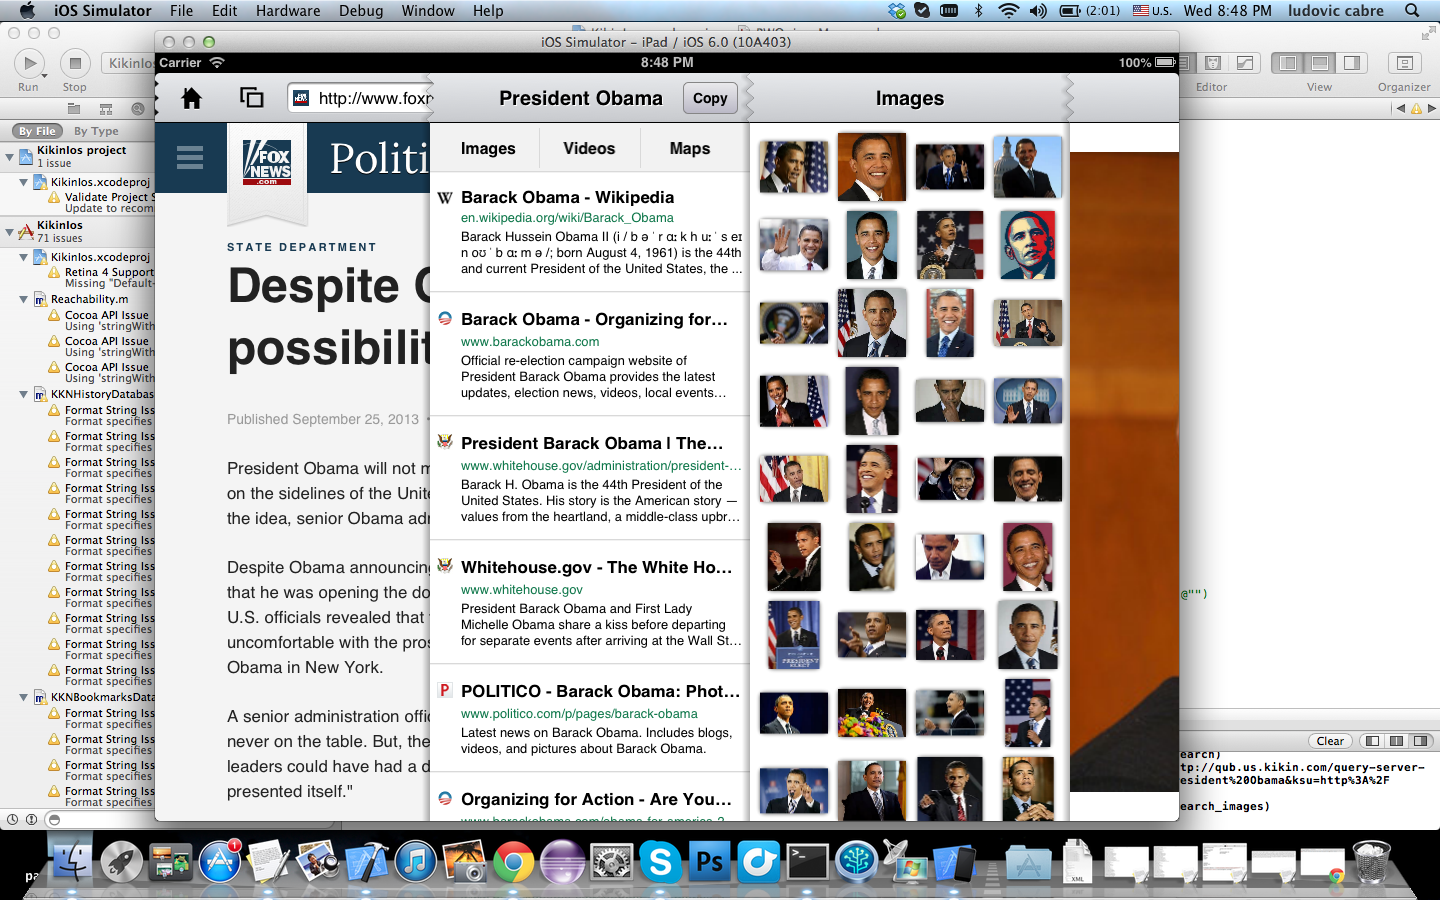 iOS Simulator File Edit Hardware Debug Window Help
(2:01) U.S. Wed 8:48 PM ludovic cabre
iOS Simulator – iPad / iOS 6.0 (10A403)
Run Stop
KikinIos
Editor View Organizer
By File By Type
KikinIos project
1 issue
KikinIos.xcodeproj
Validate Project S
Update to recom
KikinIos
71 issues
KikinIos.xcodeproj
Retina 4 Support
Missing "Default-
Reachability.m
Cocoa API Issue
Using 'stringWith
Cocoa API Issue
Using 'stringWith
Cocoa API Issue
Using 'stringWith
KKNHistoryDatabas
Format String Iss
Format specifies
Format String Iss
Format specifies
Format String Iss
Format specifies
Format String Iss
Format specifies
Format String Iss
Format specifies
Format String Iss
Format specifies
Format String Iss
Format specifies
Format String Iss
Format specifies
Format String Iss
Format specifies
Format String Iss
Format specifies
Format String Iss
Format specifies
KKNBookmarksData
Format String Iss
Format specifies
Format String Iss
Format specifies
Format String Iss
Format specifies
Format String Iss
Format specifies
Carrier 8:48 PM 100%
http://www.foxr
President Obama
Copy
Images
FOX
NEWS
.com
Politi
STATE DEPARTMENT
Despite
possibilit
Published September 25, 2013
President Obama will not m
on the sidelines of the Unite
the idea, senior Obama adr
Despite Obama announcing
that he was opening the do
U.S. officials revealed that
uncomfortable with the pros
Obama in New York.
A senior administration offic
never on the table. But, the
leaders could have had a d
presented itself."
Images Videos Maps
W Barack Obama - Wikipedia
en.wikipedia.org/wiki/Barack_Obama
Barack Hussein Obama II (i / b ə ˈ r ɑː k h uː ˈ s eɪ
n oʊ ˈ b ɑː m ə /; born August 4, 1961) is the 44th
and current President of the United States, the ...
Barack Obama - Organizing for...
www.barackobama.com
Official re-election campaign website of
President Barack Obama provides the latest
updates, election news, videos, local events...
President Barack Obama | The...
www.whitehouse.gov/administration/president-...
Barack H. Obama is the 44th President of the
United States. His story is the American story —
values from the heartland, a middle-class upbr...
Whitehouse.gov - The White Ho...
www.whitehouse.gov
President Barack Obama and First Lady
Michelle Obama share a kiss before departing
for separate events after arriving at the Wall St...
P POLITICO - Barack Obama: Phot...
www.politico.com/p/pages/barack-obama
Latest news on Barack Obama. Includes blogs,
videos, and pictures about Barack Obama.
Organizing for Action - Are You...
PRESIDENT
ELECT
@"")
Clear
earch)
tp://qub.us.kikin.com/query-server-
esident%20Obama&ksu=http%3A%2F
earch_images)
1
Ps
XML
pa